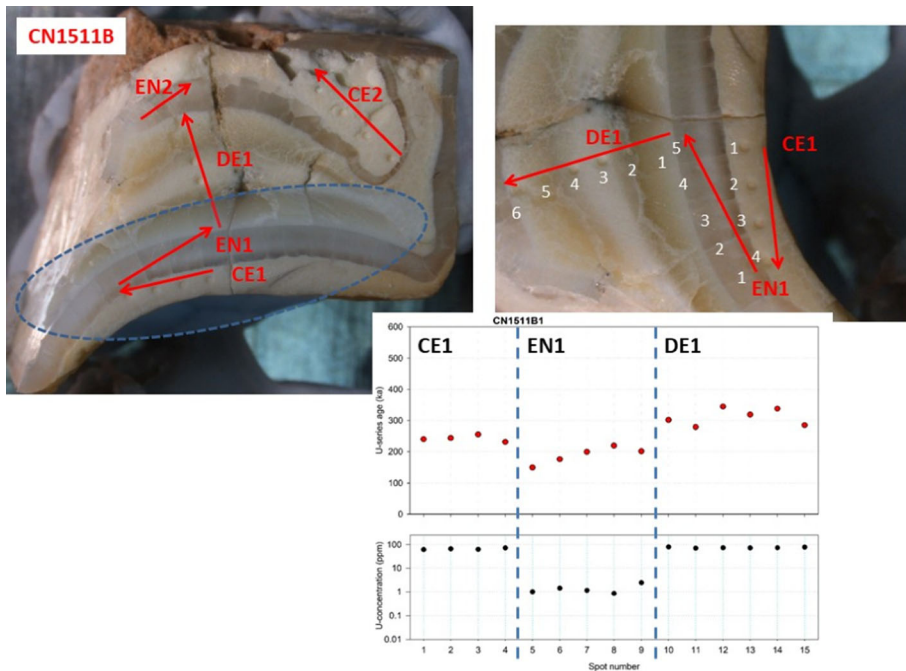 CN1511B
EN2
CE2
DE1
EN1
CE1
DE1
5
1
CE1
1
2
3
4
5
6
4
2
3
3
2
4
1
EN1
CN1511B1
CE1
EN1
DE1
U-series age (ka)
600
500
400
300
200
100
0
U-concentration (ppm)
100
10
1
0.1
0.01
1 2 3 4 5 6 7 8 9 10 11 12 13 14 15
Spot number